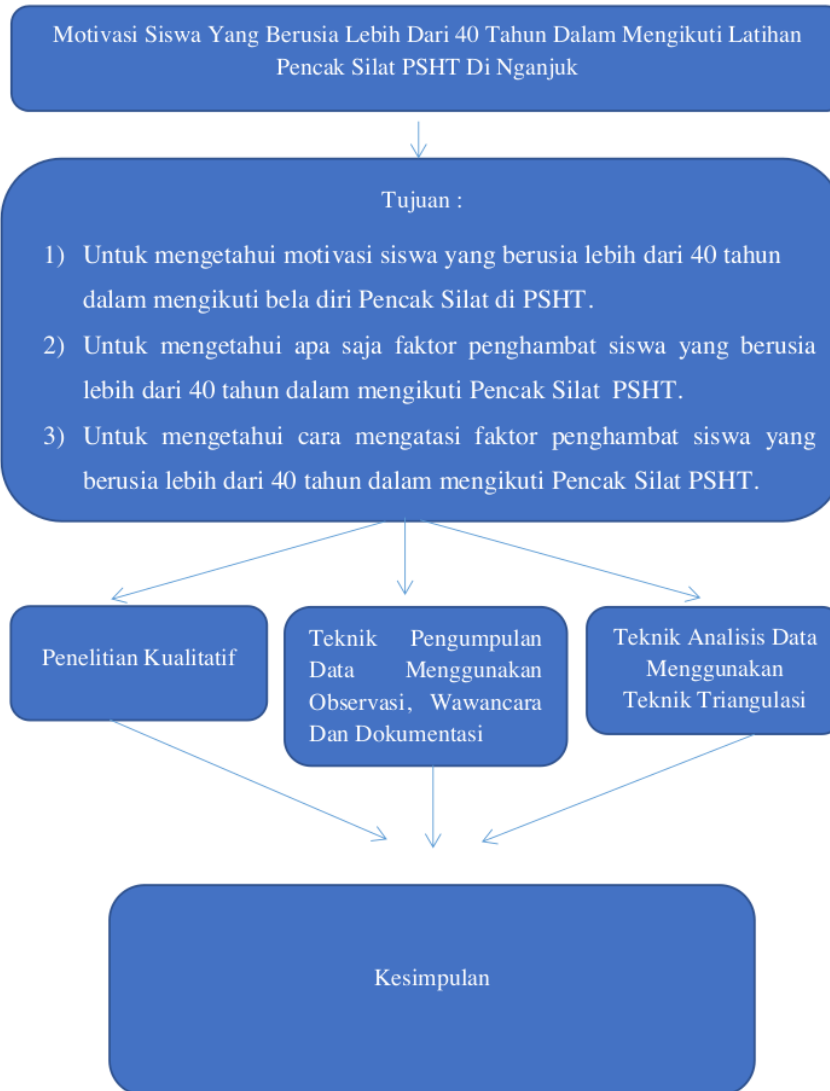 Motivasi Siswa Yang Berusia Lebih Dari 40 Tahun Dalam Mengikuti Latihan
Pencak Silat PSHT Di Nganjuk
Tujuan :
1) Untuk mengetahui motivasi siswa yang berusia lebih dari 40 tahun
dalam mengikuti bela diri Pencak Silat di PSHT.
2) Untuk mengetahui apa saja faktor penghambat siswa yang berusia
lebih dari 40 tahun dalam mengikuti Pencak Silat PSHT.
3) Untuk mengetahui cara mengatasi faktor penghambat siswa yang
berusia lebih dari 40 tahun dalam mengikuti Pencak Silat PSHT.
Penelitian Kualitatif
Teknik Pengumpulan
Data Menggunakan
Observasi, Wawancara
Dan Dokumentasi
Teknik Analisis Data
Menggunakan
Teknik Triangulasi
Kesimpulan